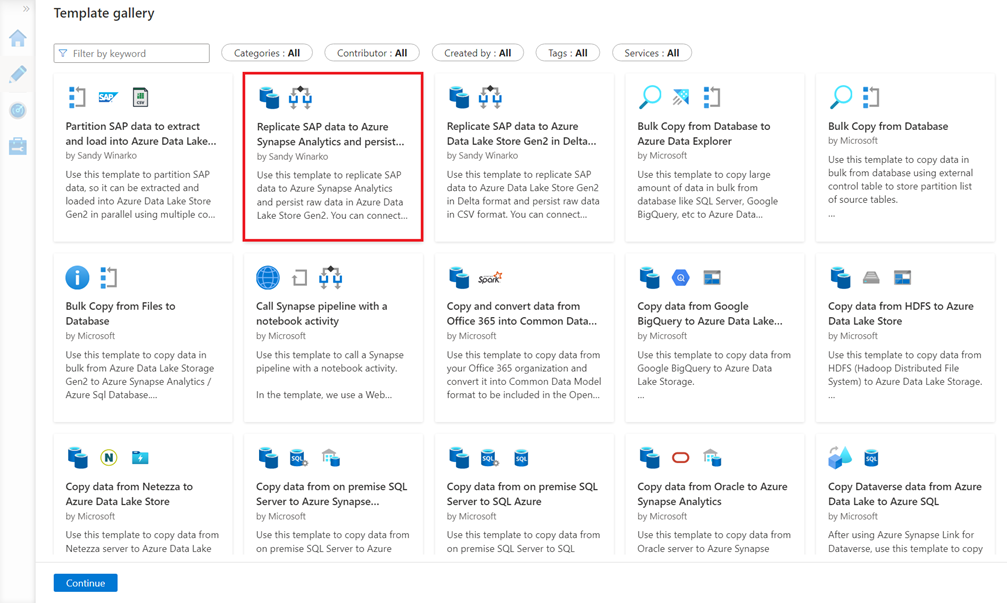 Template gallery
Filter by keyword
Categories : All
Contributor : All
Created by : All
Tags : All
Services : All
SAP
CSV
Partition SAP data to extract
and load into Azure Data Lake...
by Sandy Winarko
Use this template to partition SAP
data, so it can be extracted and
loaded into Azure Data Lake Store
Gen2 in parallel using multiple co...
Replicate SAP data to Azure
Synapse Analytics and persist...
by Sandy Winarko
Use this template to replicate SAP
data to Azure Synapse Analytics
and persist raw data in Azure Data
Lake Store Gen2. You can connect...
Replicate SAP data to Azure
Data Lake Store Gen2 in Delta...
by Sandy Winarko
Use this template to replicate SAP
data to Azure Data Lake Store Gen2
in Delta format and persist raw data
in CSV format. You can connect...
Bulk Copy from Database to
Azure Data Explorer
by Microsoft
Use this template to copy large
amount of data in bulk from
database like SQL Server, Google
BigQuery, etc to Azure Data...
Bulk Copy from Database
by Microsoft
Use this template to copy data in
bulk from database using external
control table to store partition list
of source tables.
...
Bulk Copy from Files to
Database
by Microsoft
Use this template to copy data in
bulk from Azure Data Lake Storage
Gen2 to Azure Synapse Analytics /
Azure Sql Database....
Call Synapse pipeline with a
notebook activity
by Microsoft
Use this template to call a Synapse
pipeline with a notebook activity.
In the template, we use a Web...
Spark
Copy and convert data from
Office 365 into Common Data...
by Microsoft
Use this template to copy data from
your Office 365 organization and
convert it into Common Data Model
format to be included in the Open...
Copy data from Google
BigQuery to Azure Data Lake...
by Microsoft
Use this template to copy data from
Google BigQuery to Azure Data
Lake Storage.
...
Copy data from HDFS to Azure
Data Lake Store
by Microsoft
Use this template to copy data from
HDFS (Hadoop Distributed File
System) to Azure Data Lake Storage.
...
N
Copy data from Netezza to
Azure Data Lake Store
by Microsoft
Use this template to copy data from
Netezza server to Azure Data Lake
SQL
Copy data from on premise SQL
Server to Azure Synapse...
by Microsoft
Use this template to copy data from
on premise SQL Server to Azure
SQL
SQL
Copy data from on premise SQL
Server to SQL Azure
by Microsoft
Use this template to copy data from
on premise SQL Server to SQL
Copy data from Oracle to Azure
Synapse Analytics
by Microsoft
Use this template to copy data from
Oracle server to Azure Synapse
SQL
Copy Dataverse data from Azure
Data Lake to Azure SQL
by Microsoft
After using Azure Synapse Link for
Dataverse, use this template to copy
Continue